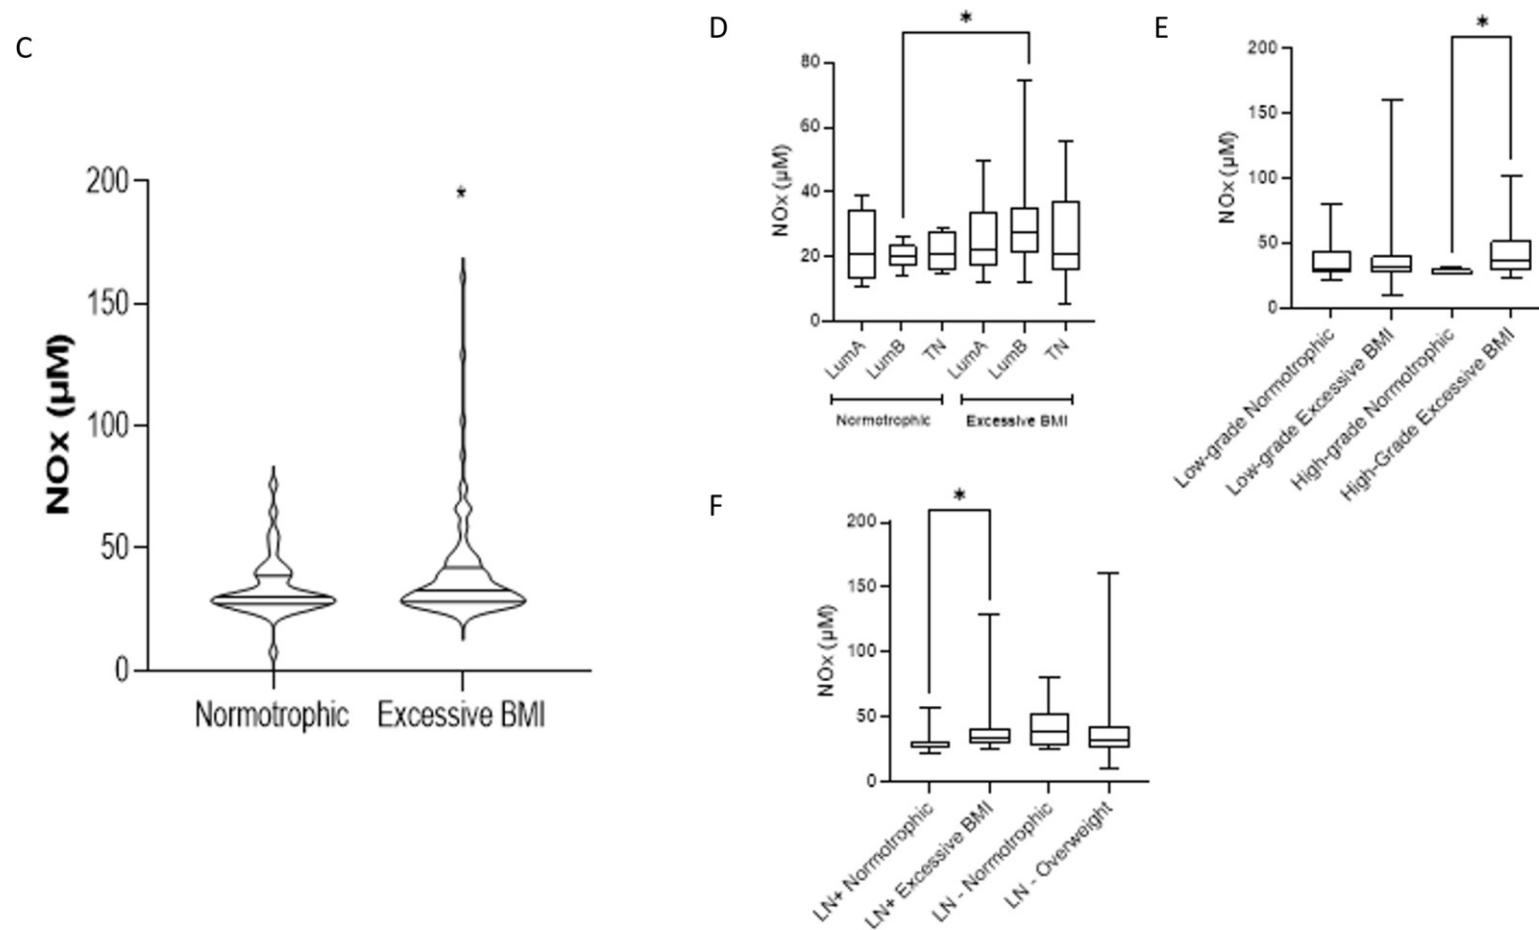 C
NOx (µM)
200
150
100
50
0
*
Normotrophic
Excessive BMI
D
NOx (µM)
80
60
40
20
0
*
LumA
LumB
TN
LumA
LumB
TN
Normotrophic
Excessive BMI
E
NOx (µM)
200
150
100
50
0
*
Low-grade Normotrophic
Low-grade Excessive BMI
High-grade Normotrophic
High-Grade Excessive BMI
F
NOx (µM)
200
150
100
50
0
*
LN+ Normotrophic
LN+ Excessive BMI
LN - Normotrophic
LN - Overweight